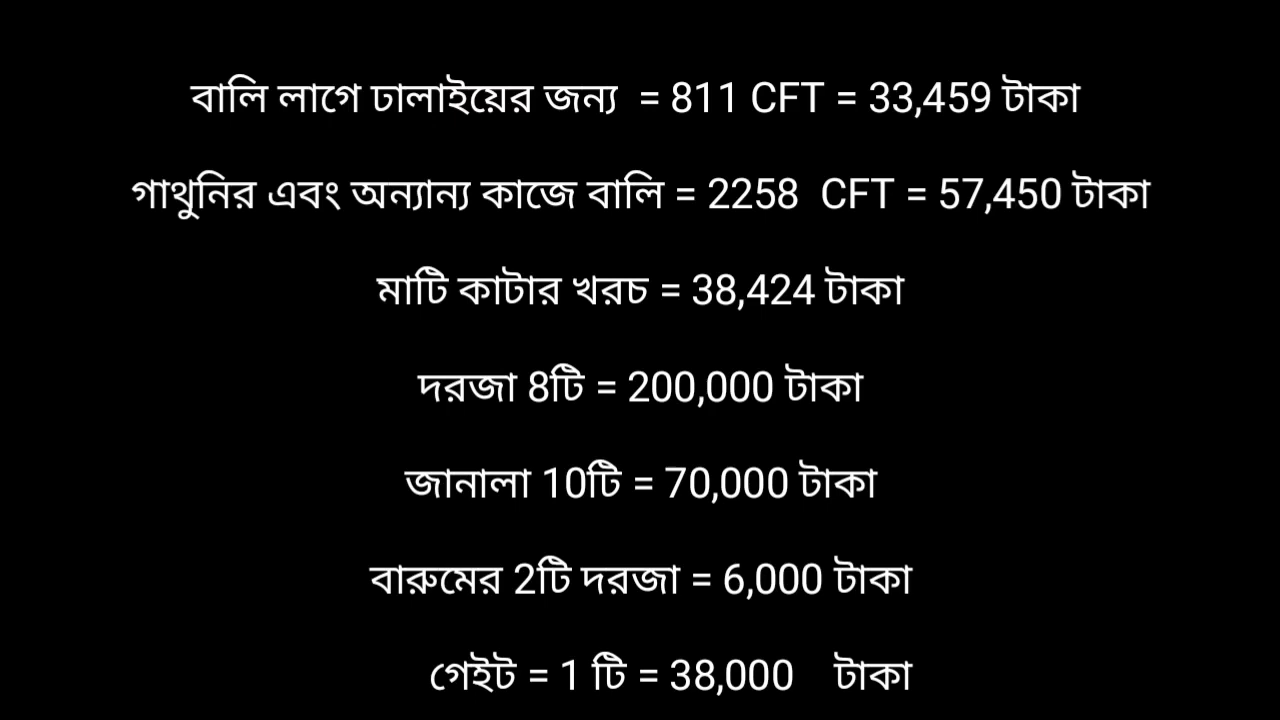 বালি লাগে ঢালাইয়ের জন্য = 811 CFT = 33,459 টাকা
গাথুনির এবং অন্যান্য কাজে বালি = 2258 CFT = 57,450 টাকা
মাটি কাটার খরচ = 38,424 টাকা
দরজা 8টি = 200,000 টাকা
জানালা 10টি = 70,000 টাকা
বারুমের 2টি দরজা = 6,000 টাকা
গেইট = 1 টি = 38,000 টাকা